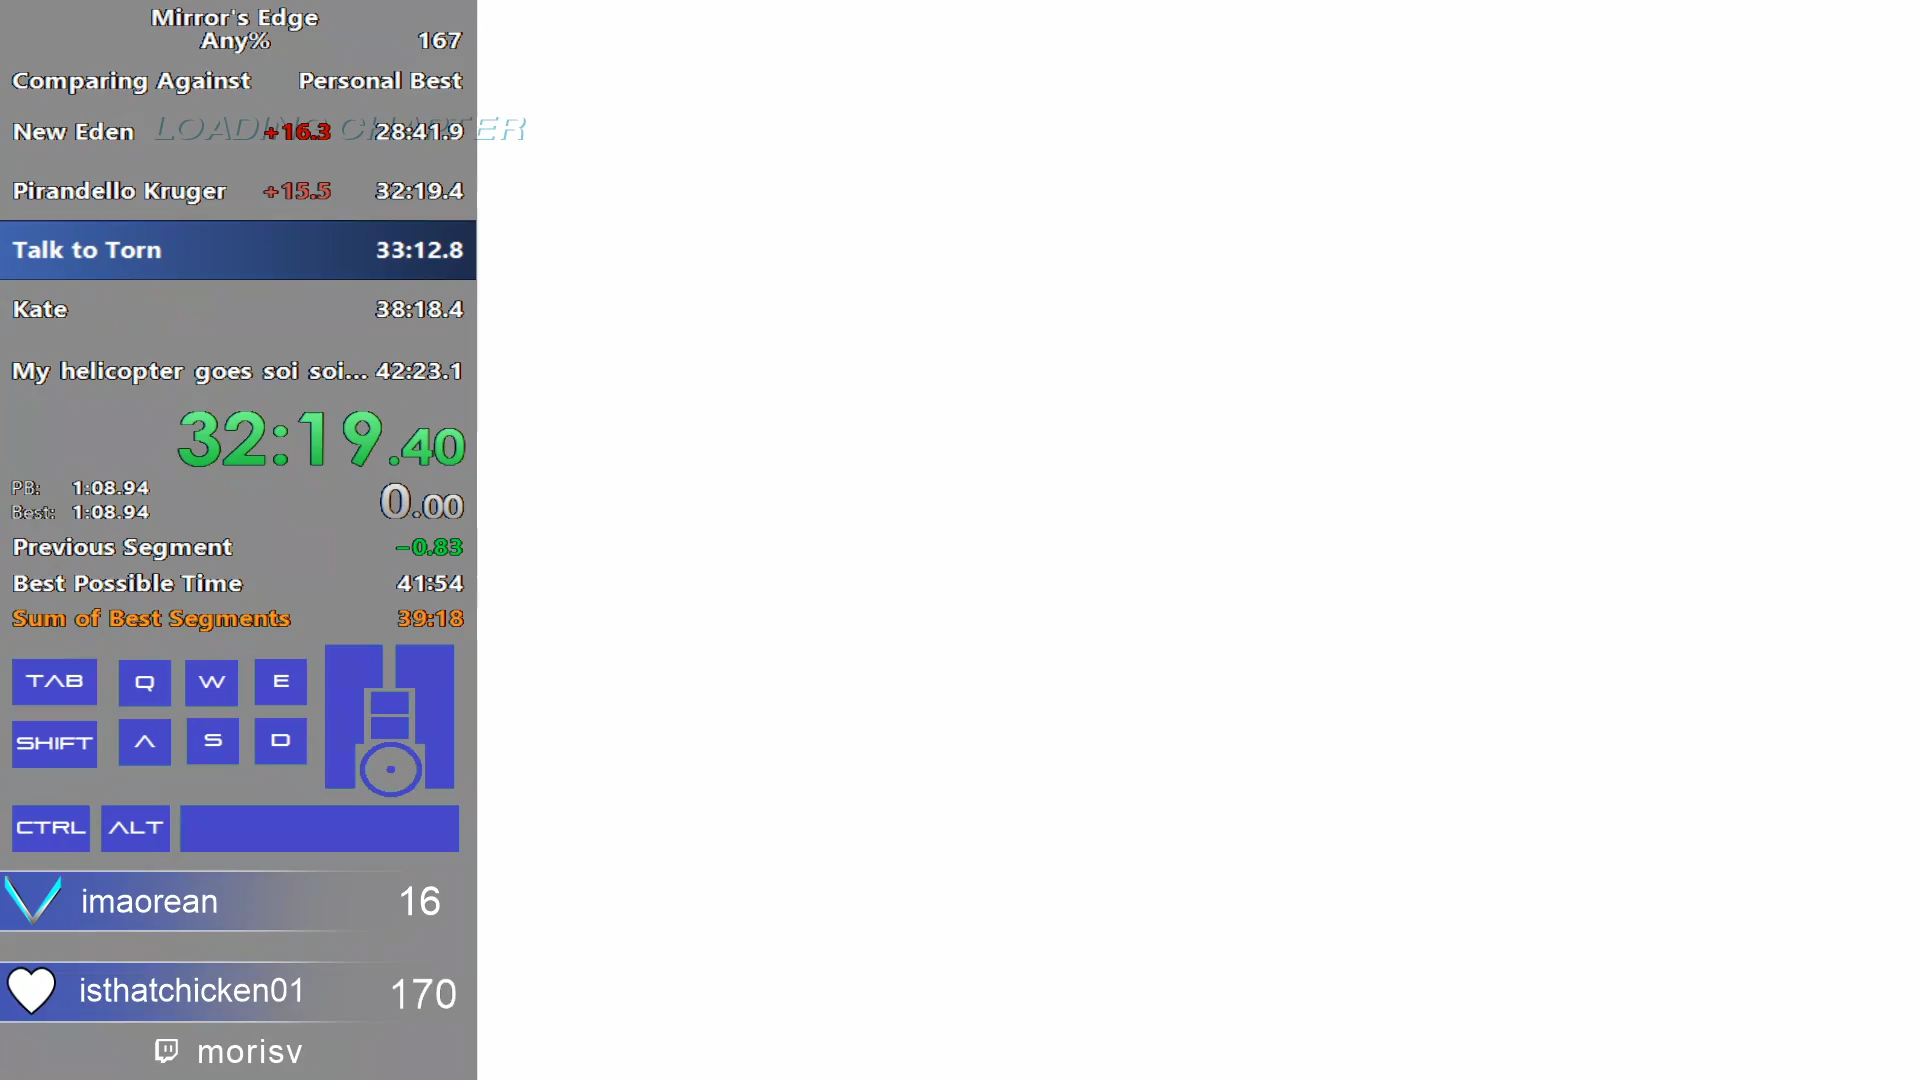 Mirror's Edge
Any% 167
Comparing Against Personal Best
LOADING CHAPTER
New Eden +16.3 28:41.9
Pirandello Kruger +15.5 32:19.4
Talk to Torn 33:12.8
Kate 38:18.4
My helicopter goes soi soi... 42:23.1
32:19.40
PB: 1:08.94
0.00
Best: 1:08.94
Previous Segment -0.83
Best Possible Time 41:54
Sum of Best Segments 39:18
TAB Q W E
SHIFT A S D
CTRL ALT
imaorean 16
isthatchicken01 170
morisv